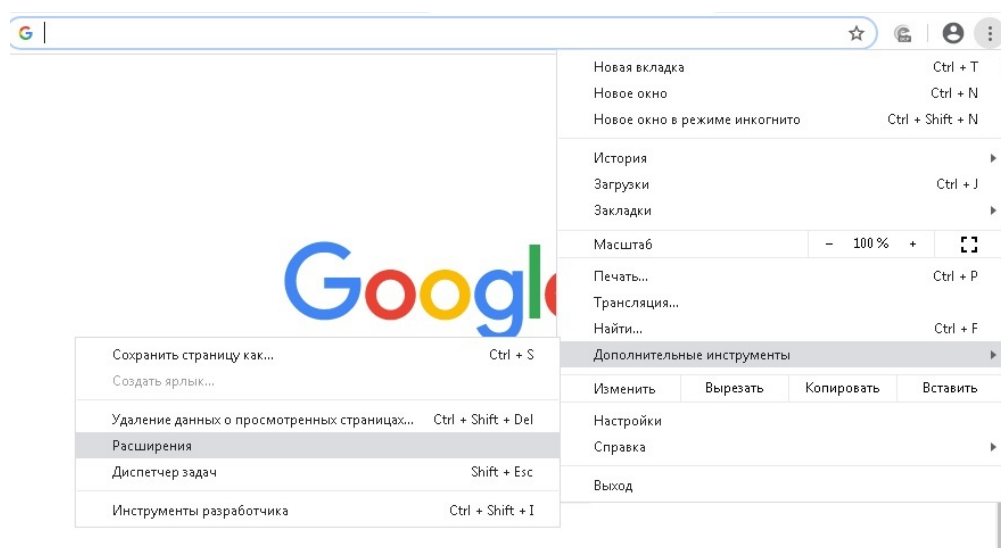 Новая вкладка Ctrl + T
Новое окно Ctrl + N
Новое окно в режиме инкогнито Ctrl + Shift + N
История
Загрузки Ctrl + J
Закладки
Масштаб − 100 % +
Печать... Ctrl + P
Трансляция...
Найти... Ctrl + F
Дополнительные инструменты
Изменить Вырезать Копировать Вставить
Настройки
Справка
Выход
Googl
Сохранить страницу как... Ctrl + S
Создать ярлык...
Удаление данных о просмотренных страницах... Ctrl + Shift + Del
Расширения
Диспетчер задач Shift + Esc
Инструменты разработчика Ctrl + Shift + I